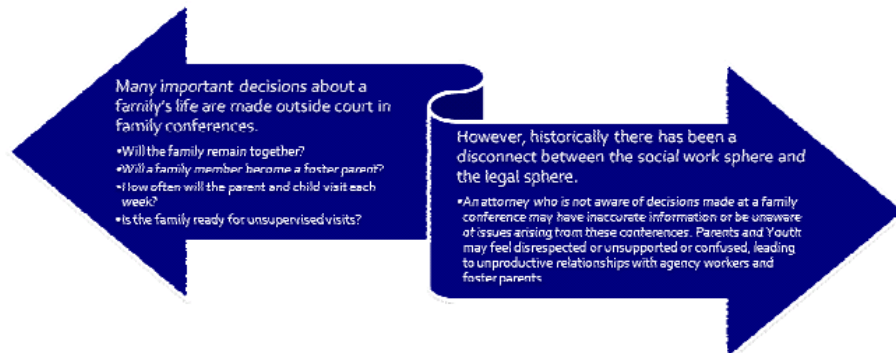 Many important decisions about a
family's life are made outside court in
family conferences.
•Will the family remain together?
•Will a family member become a foster parent?
•How often will the parent and child visit each
week?
•Is the family ready for unsupervised visits?
However, historically there has been a
disconnect between the social work sphere and
the legal sphere.
•An attorney who is not aware of decisions made at a family
conference may have inaccurate information or be unaware
of issues arising from these conferences. Parents and Youth
may feel disrespected or unsupported or confused, leading
to unproductive relationships with agency workers and
foster parents